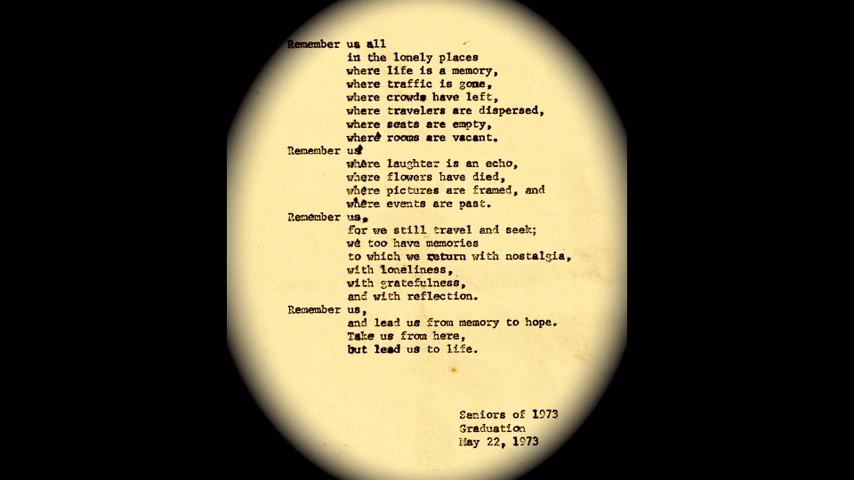 Remember us all
in the lonely places
where life is a memory,
where traffic is gone,
where crowds have left,
where travelers are dispersed,
where seats are empty,
where rooms are vacant.
Remember us
where laughter is an echo,
where flowers have died,
where pictures are framed, and
where events are past.
Remember us,
for we still travel and seek;
we too have memories
to which we return with nostalgia,
with loneliness,
with gratefulness,
and with reflection.
Remember us,
and lead us from memory to hope.
Take us from here,
but lead us to life.
Seniors of 1973
Graduation
May 22, 1973